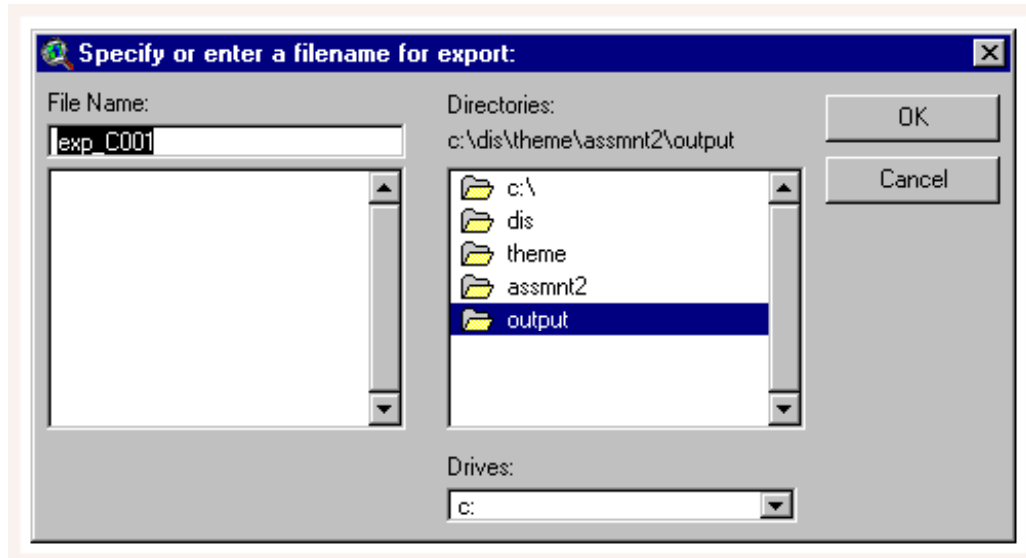 Specify or enter a filename for export:
File Name:
exp_C001
Directories:
c:\dis\theme\assmnt2\output
c:\
dis
theme
assmnt2
output
Drives:
c:
OK
Cancel